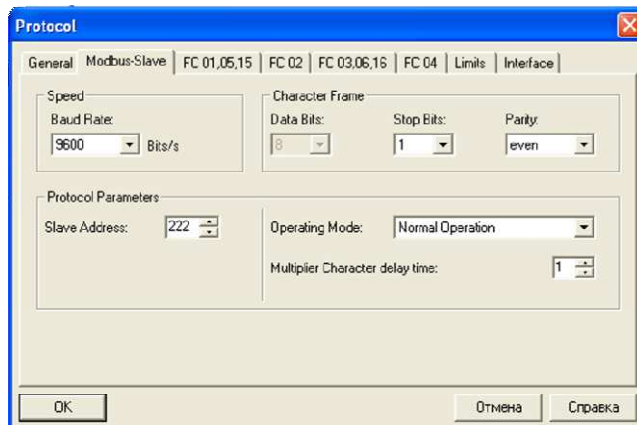 Protocol
General Modbus-Slave FC 01,05,15 FC 02 FC 03,06,16 FC 04 Limits Interface
Speed Character Frame
Baud Rate: Data Bits: Stop Bits: Parity:
9600 Bits/s 8 1 even
Protocol Parameters
Slave Address: 222 Operating Mode: Normal Operation
Multiplier Character delay time: 1
OK Отмена Справка